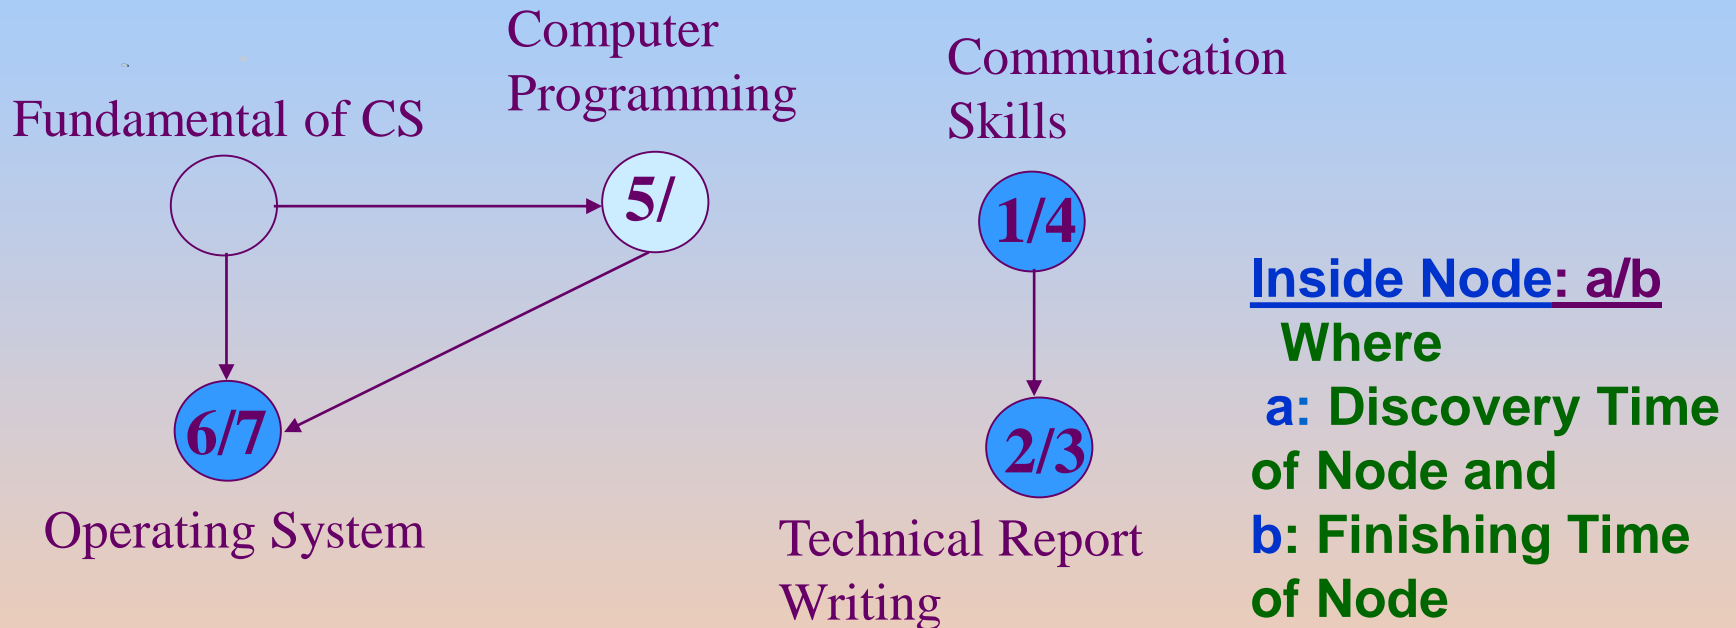 Computer
Programming
Communication
Skills
Fundamental of CS
5/
1/4
Inside Node: a/b
Where
a: Discovery Time
of Node and
b: Finishing Time
of Node
6/7
2/3
Operating System
Technical Report
Writing